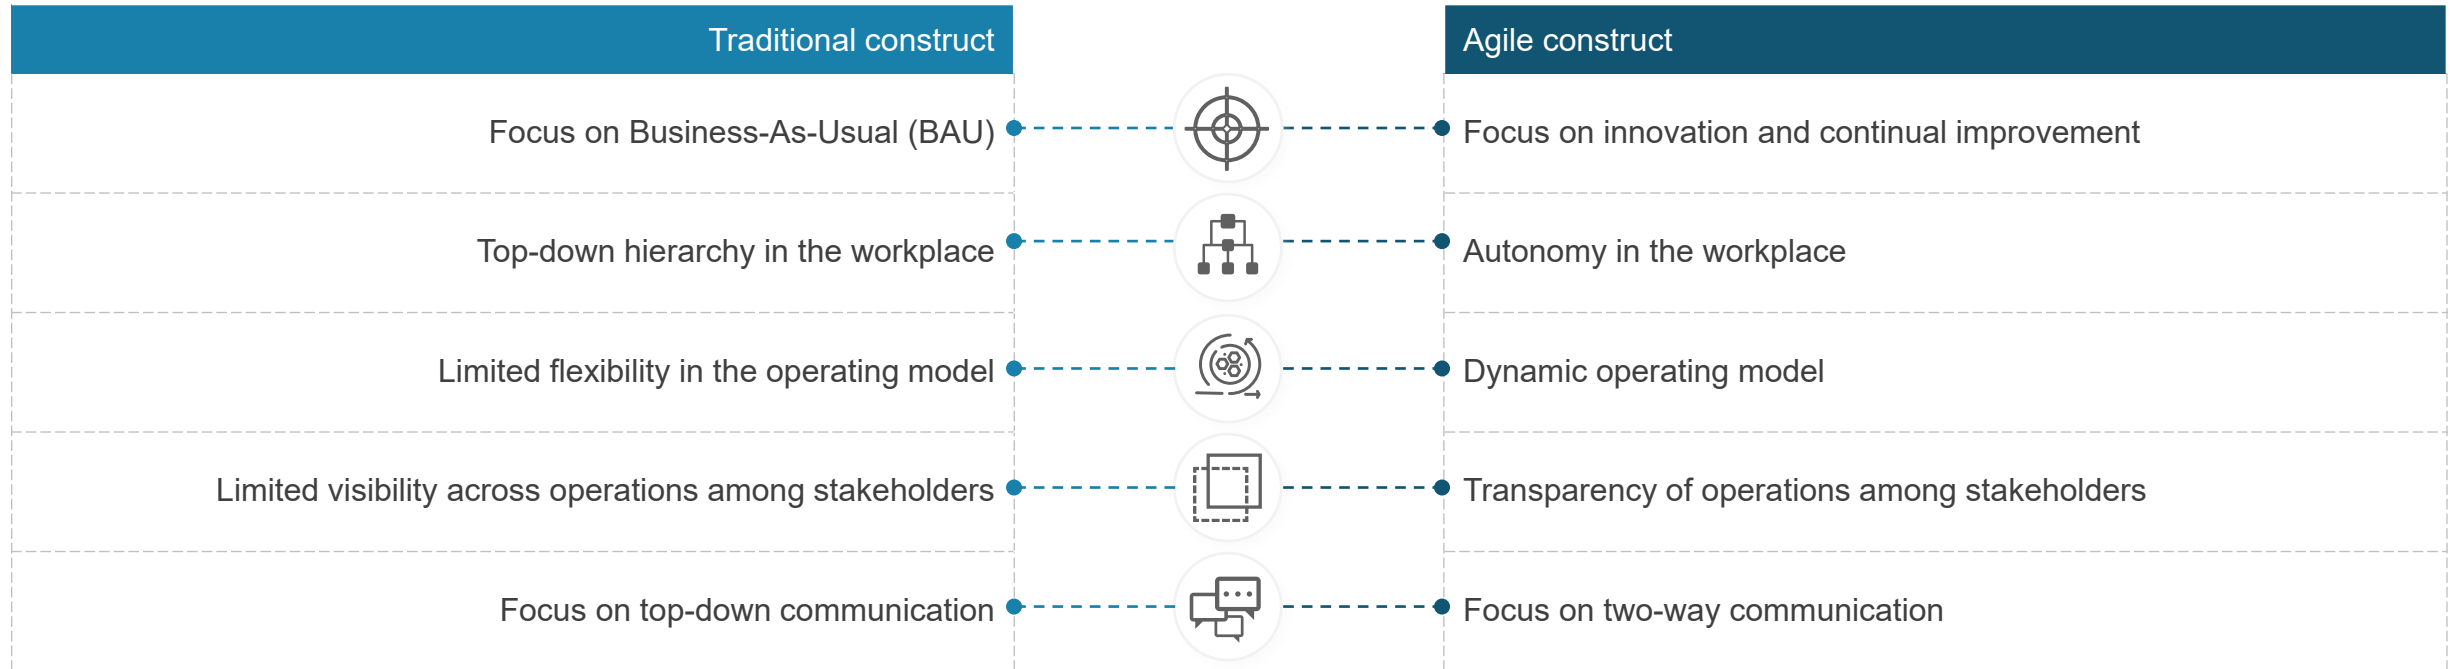 Traditional construct
Agile construct
Focus on Business-As-Usual (BAU)
Focus on innovation and continual improvement
Top-down hierarchy in the workplace
Autonomy in the workplace
Limited flexibility in the operating model
Dynamic operating model
Limited visibility across operations among stakeholders
Transparency of operations among stakeholders
Focus on top-down communication
Focus on two-way communication